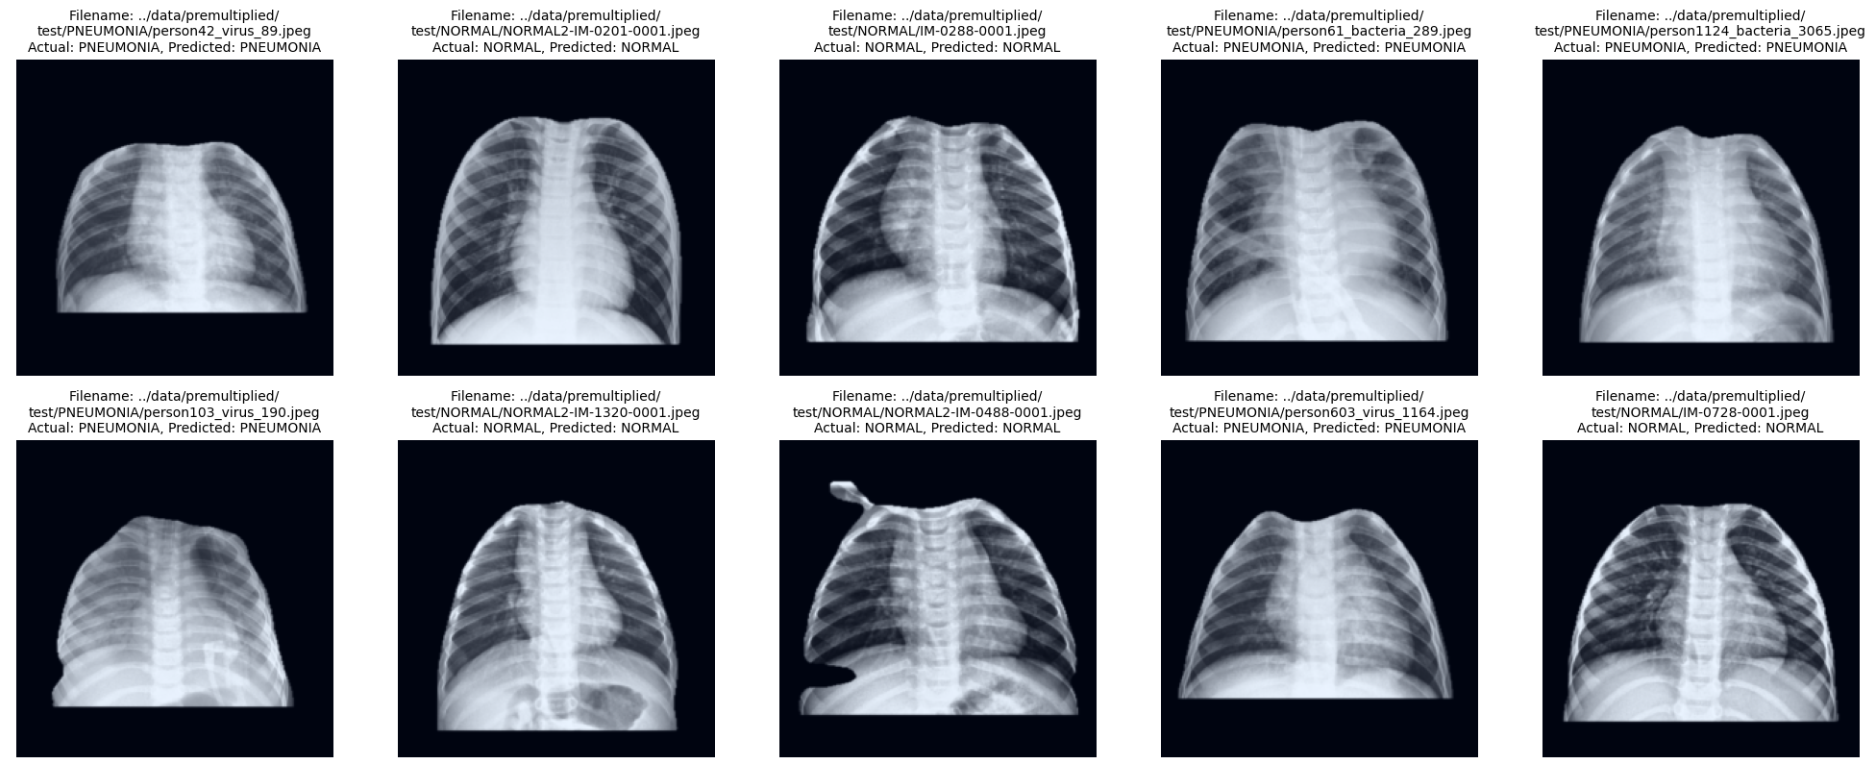 Filename: ../data/premultiplied/
test/PNEUMONIA/person42_virus_89.jpeg
Actual: PNEUMONIA, Predicted: PNEUMONIA
Filename: ../data/premultiplied/
test/NORMAL/NORMAL2-IM-0201-0001.jpeg
Actual: NORMAL, Predicted: NORMAL
Filename: ../data/premultiplied/
test/NORMAL/IM-0288-0001.jpeg
Actual: NORMAL, Predicted: NORMAL
Filename: ../data/premultiplied/
test/PNEUMONIA/person61_bacteria_289.jpeg
Actual: PNEUMONIA, Predicted: PNEUMONIA
Filename: ../data/premultiplied/
test/PNEUMONIA/person1124_bacteria_3065.jpeg
Actual: PNEUMONIA, Predicted: PNEUMONIA
Filename: ../data/premultiplied/
test/PNEUMONIA/person103_virus_190.jpeg
Actual: PNEUMONIA, Predicted: PNEUMONIA
Filename: ../data/premultiplied/
test/NORMAL/NORMAL2-IM-1320-0001.jpeg
Actual: NORMAL, Predicted: NORMAL
Filename: ../data/premultiplied/
test/NORMAL/NORMAL2-IM-0488-0001.jpeg
Actual: NORMAL, Predicted: NORMAL
Filename: ../data/premultiplied/
test/PNEUMONIA/person603_virus_1164.jpeg
Actual: PNEUMONIA, Predicted: PNEUMONIA
Filename: ../data/premultiplied/
test/NORMAL/IM-0728-0001.jpeg
Actual: NORMAL, Predicted: NORMAL